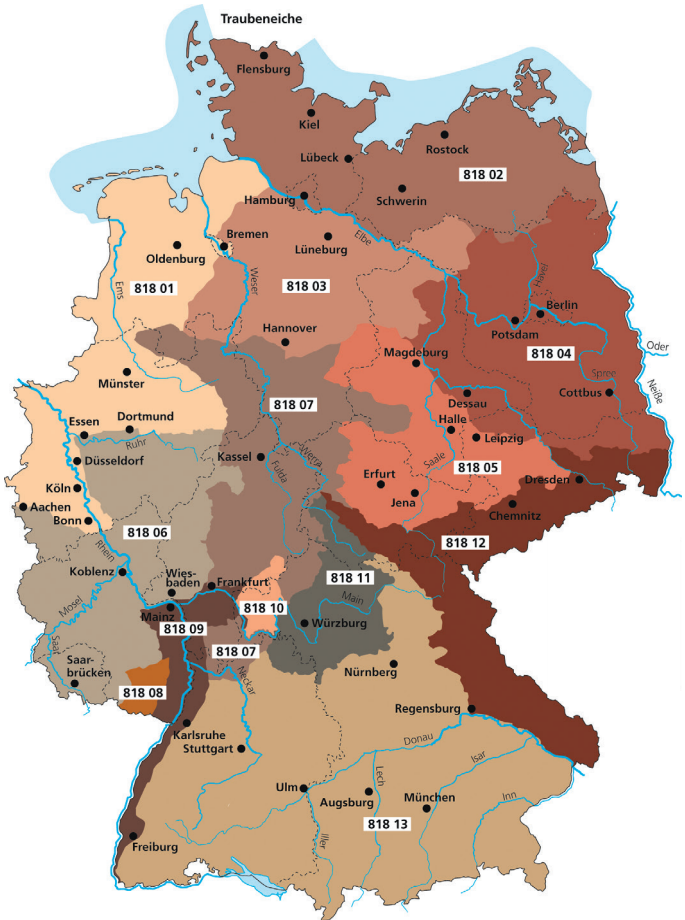 Traubeneiche
Flensburg
Kiel
Rostock
Lübeck
818 02
Schwerin
Hamburg
Elbe
Bremen
Lüneburg
Oldenburg
Weser
Havel
818 01
818 03
Ems
Berlin
Potsdam
Oder
Hannover
Magdeburg
818 04
Münster
Spree
Neiße
Dessau
Cottbus
818 07
Essen
Dortmund
Halle
Leipzig
Ruhr
Düsseldorf
Kassel
Werra
Fulda
Saale
818 05
Köln
Erfurt
Dresden
Aachen
Jena
Bonn
Chemnitz
818 06
818 12
Rhein
Koblenz
Wies-
baden
Frankfurt
818 11
Mosel
Main
Mainz
818 10
818 09
Würzburg
Saar
818 07
Saar-
brücken
Nürnberg
Neckar
818 08
Regensburg
Karlsruhe
Stuttgart
Donau
Isar
Ulm
Lech
Augsburg
München
Inn
818 13
Iller
Freiburg